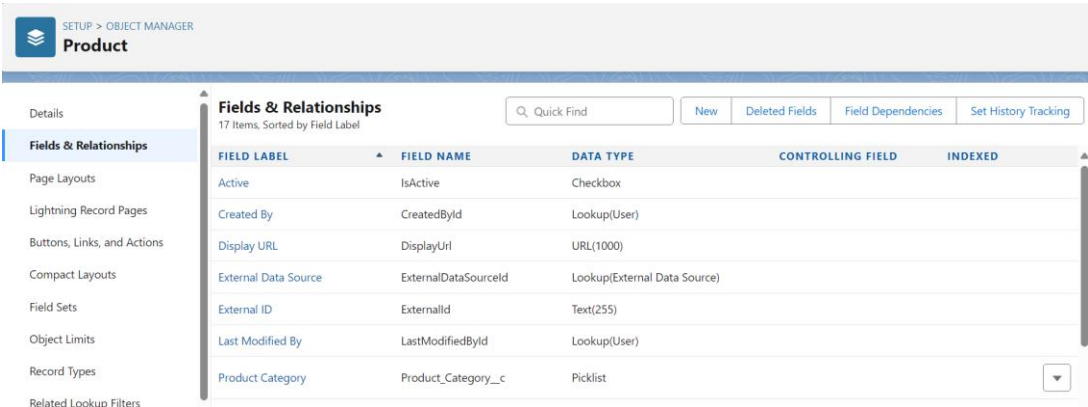 SETUP > OBJECT MANAGER
Product
Details
Fields & Relationships
Page Layouts
Lightning Record Pages
Buttons, Links, and Actions
Compact Layouts
Field Sets
Object Limits
Record Types
Related Lookup Filters
Fields & Relationships
17 Items, Sorted by Field Label
Quick Find
New
Deleted Fields
Field Dependencies
Set History Tracking
FIELD LABEL FIELD NAME DATA TYPE CONTROLLING FIELD INDEXED
Active IsActive Checkbox
Created By CreatedById Lookup(User)
Display URL DisplayUrl URL(1000)
External Data Source ExternalDataSourceId Lookup(External Data Source)
External ID ExternalId Text(255)
Last Modified By LastModifiedById Lookup(User)
Product Category Product_Category__c Picklist